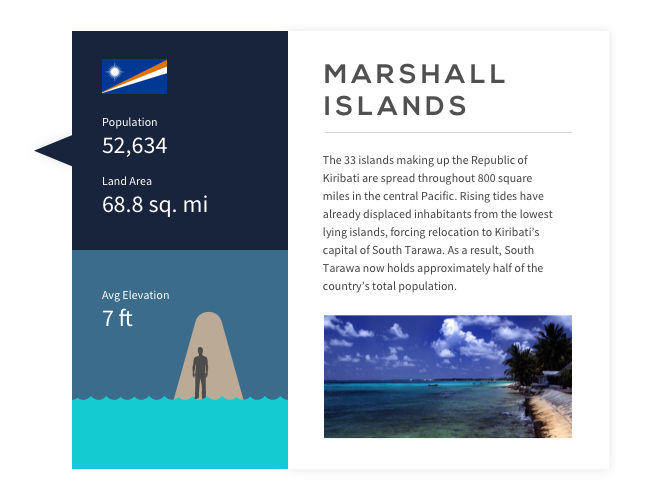 Population
52,634
Land Area
68.8 sq. mi
Avg Elevation
7 ft
MARSHALL
ISLANDS
The 33 islands making up the Republic of
Kiribati are spread throughout 800 square
miles in the central Pacific. Rising tides have
already displaced inhabitants from the lowest
lying islands, forcing relocation to Kiribati's
capital of South Tarawa. As a result, South
Tarawa now holds approximately half of the
country's total population.